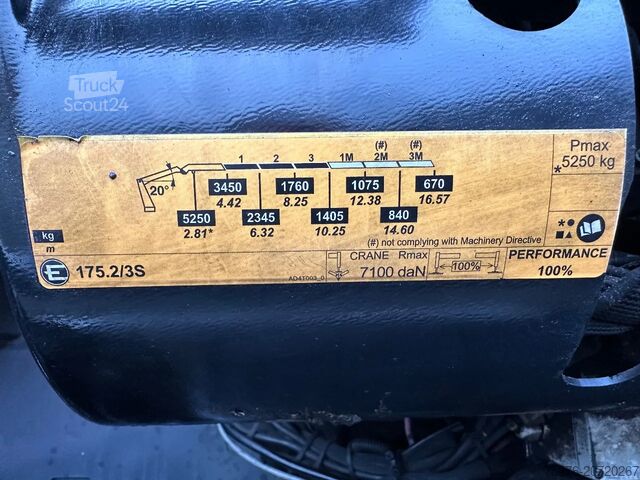 Truck
Scout24
1 2 3 1M (#) 2M (#) 3M
Pmax
*5250 kg
20°
3450 1760 1075 670
4.42 8.25 12.38 16.57
5250 2345 1405 840
2.81* 6.32 10.25 14.60
kg
m
(#) not complying with Machinery Directive
E 175.2/3S
AD4T003_0
CRANE Rmax
7100 daN
100%
PERFORMANCE
100%